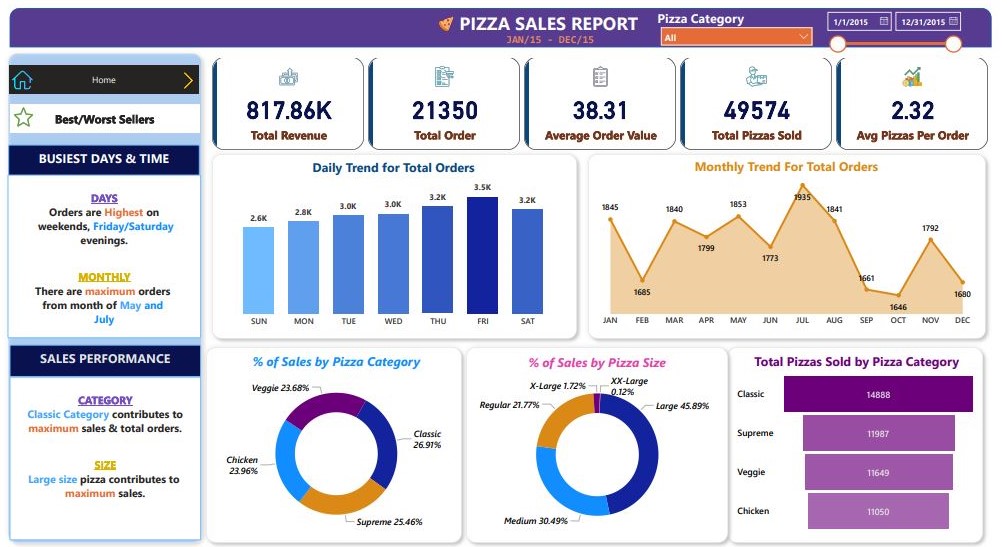 PIZZA SALES REPORT
JAN/15 - DEC/15
Pizza Category
All
1/1/2015
12/31/2015
Home
Best/Worst Sellers
BUSIEST DAYS & TIME
DAYS
Orders are Highest on
weekends, Friday/Saturday
evenings.
MONTHLY
There are maximum orders
from month of May and
July
SALES PERFORMANCE
CATEGORY
Classic Category contributes to
maximum sales & total orders.
SIZE
Large size pizza contributes to
maximum sales.
817.86K
Total Revenue
21350
Total Order
38.31
Average Order Value
49574
Total Pizzas Sold
2.32
Avg Pizzas Per Order
Daily Trend for Total Orders
2.6K
2.8K
3.0K
3.0K
3.2K
3.5K
3.2K
SUN MON TUE WED THU FRI SAT
Monthly Trend For Total Orders
1845
1685
1840
1799
1853
1773
1935
1841
1661
1646
1792
1680
JAN FEB MAR APR MAY JUN JUL AUG SEP OCT NOV DEC
% of Sales by Pizza Category
Veggie 23.68%
Classic
26.91%
Chicken
23.96%
Supreme 25.46%
% of Sales by Pizza Size
X-Large 1.72%
XX-Large
0.12%
Regular 21.77%
Large 45.89%
Medium 30.49%
Total Pizzas Sold by Pizza Category
Classic 14888
Supreme 11987
Veggie 11649
Chicken 11050